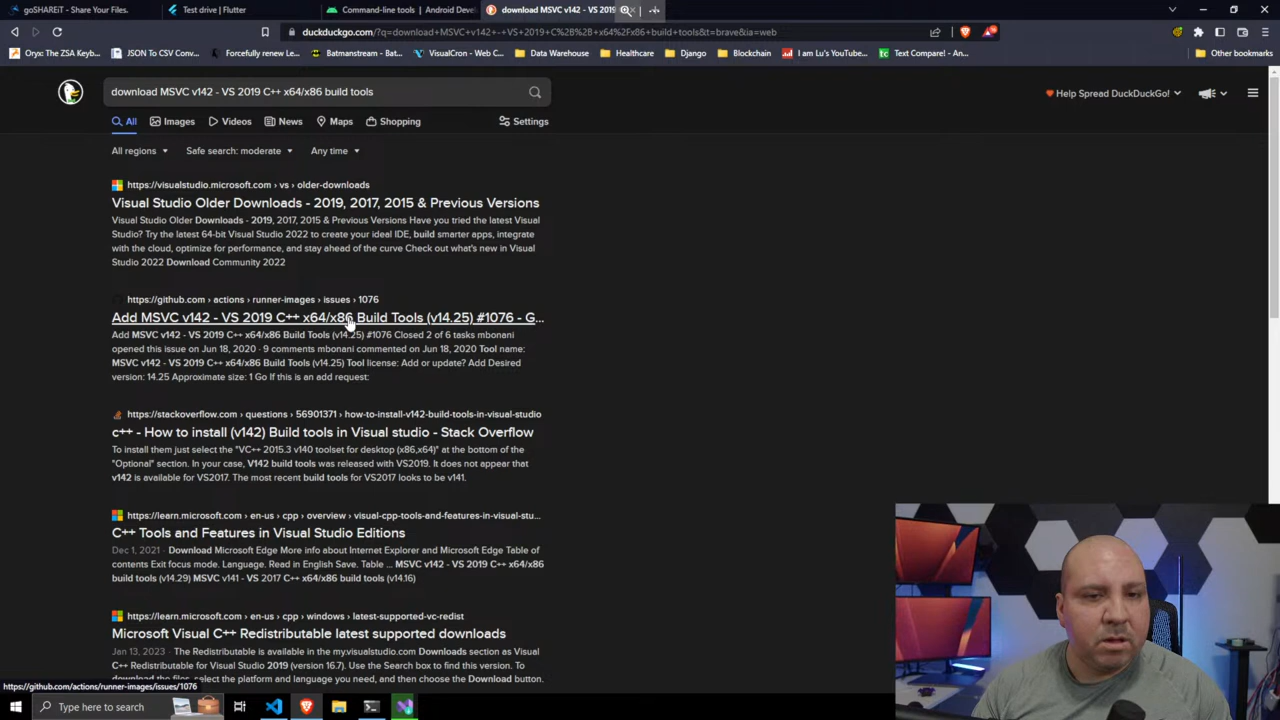 goSHAREiT - Share Your Files.
Test drive | Flutter
Command-line tools | Android Deve
download MSVC v142 - VS 2019
duckduckgo.com/?q=download+MSVC+v142+-+VS+2019+C%2B%2B+x64%2Fx86+build+tools&t=brave&ia=web
Oryx: The ZSA Keyb...
JSON To CSV Conv...
Forcefully renew Le...
Batmanstream - Bat...
VisualCron - Web C...
Data Warehouse
Healthcare
Django
Blockchain
I am Lu's YouTube...
Text Compare! - An...
Other bookmarks
download MSVC v142 - VS 2019 C++ x64/x86 build tools
Help Spread DuckDuckGo!
All
Images
Videos
News
Maps
Shopping
Settings
All regions
Safe search: moderate
Any time
https://visualstudio.microsoft.com › vs › older-downloads
Visual Studio Older Downloads - 2019, 2017, 2015 & Previous Versions
Visual Studio Older Downloads - 2019, 2017, 2015 & Previous Versions Have you tried the latest Visual
Studio? Try the latest 64-bit Visual Studio 2022 to create your ideal IDE, build smarter apps, integrate
with the cloud, optimize for performance, and stay ahead of the curve Check out what's new in Visual
Studio 2022 Download Community 2022
https://github.com › actions › runner-images › issues › 1076
Add MSVC v142 - VS 2019 C++ x64/x86 Build Tools (v14.25) #1076 - G...
Add MSVC v142 - VS 2019 C++ x64/x86 Build Tools (v14.25) #1076 Closed 2 of 6 tasks mbonani
opened this issue on Jun 18, 2020 · 9 comments mbonani commented on Jun 18, 2020 Tool name:
MSVC v142 - VS 2019 C++ x64/x86 Build Tools (v14.25) Tool license: Add or update? Add Desired
version: 14.25 Approximate size: 1 Go If this is an add request:
https://stackoverflow.com › questions › 56901371 › how-to-install-v142-build-tools-in-visual-studio
c++ - How to install (v142) Build tools in Visual studio - Stack Overflow
To install them just select the "VC++ 2015.3 v140 toolset for desktop (x86,x64)" at the bottom of the
"Optional" section. In your case, V142 build tools was released with VS2019. It does not appear that
v142 is available for VS2017. The most recent build tools for VS2017 looks to be v141.
https://learn.microsoft.com › en-us › cpp › overview › visual-cpp-tools-and-features-in-visual-stu...
C++ Tools and Features in Visual Studio Editions
Dec 1, 2021 - Download Microsoft Edge More info about Internet Explorer and Microsoft Edge Table of
contents Exit focus mode. Language. Read in English Save. Table ... MSVC v142 - VS 2019 C++ x64/x86
build tools (v14.29) MSVC v141 - VS 2017 C++ x64/x86 build tools (v14.16)
https://learn.microsoft.com › en-us › cpp › windows › latest-supported-vc-redist
Microsoft Visual C++ Redistributable latest supported downloads
Jan 13, 2023 - The Redistributable is available in the my.visualstudio.com Downloads section as Visual
C++ Redistributable for Visual Studio 2019 (version 16.7). Use the Search box to find this version. To
download the files, select the platform and language you need, and then choose the Download button.
https://github.com/actions/runner-images/issues/1076
Type here to search